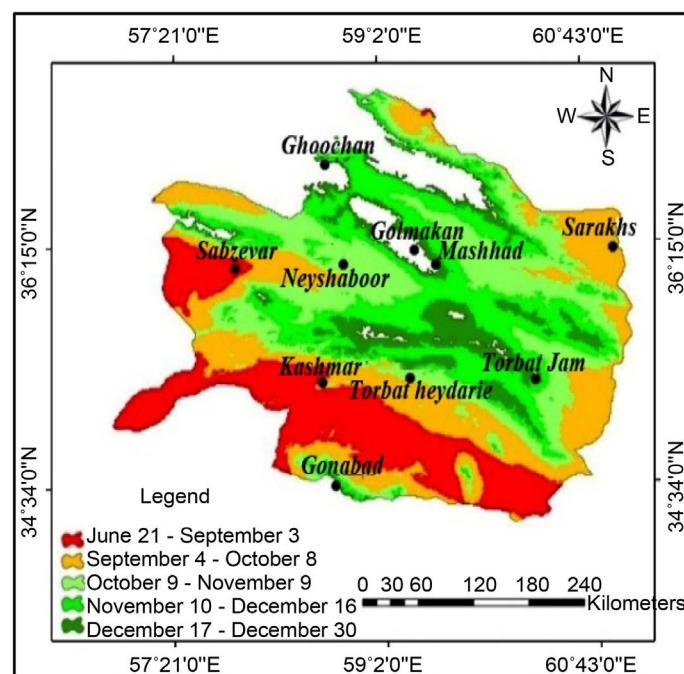 57°21'0"E 59°2'0"E 60°43'0"E
N
W E
S
Ghoochan
36°15'0"N
Golmakan
Sarakhs
36°15'0"N
Sabzevar
Mashhad
Neyshaboor
Kashmar
Torbat Jam
Torbat heydarie
34°34'0"N
Gonabad
34°34'0"N
Legend
June 21 - September 3
September 4 - October 8
October 9 - November 9
November 10 - December 16
December 17 - December 30
0 30 60 120 180 240
Kilometers
57°21'0"E 59°2'0"E 60°43'0"E